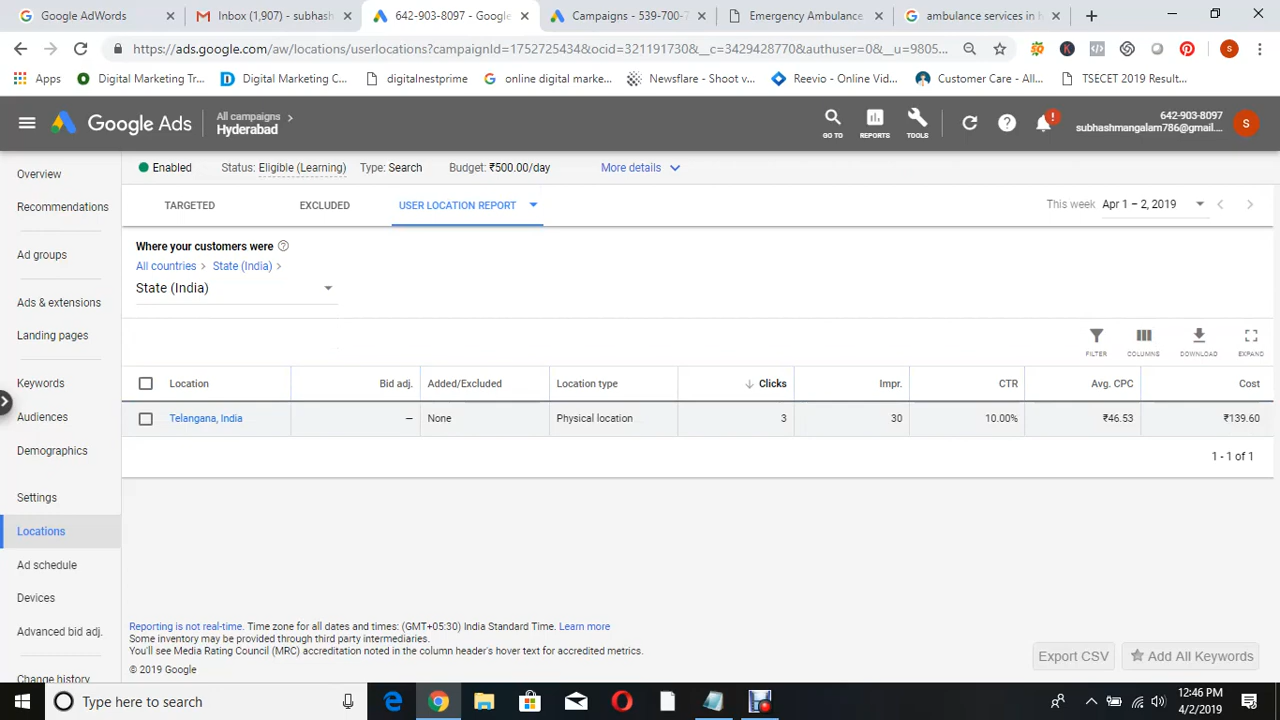 Google AdWords
Inbox (1,907) - subhash
642-903-8097 - Google
Campaigns - 539-700-7
Emergency Ambulance
ambulance services in h
https://ads.google.com/aw/locations/userlocations?campaignId=1752725434&ocid=3211191730&__c=3429428770&authuser=0&__u=9805...
Apps
Digital Marketing Tr...
Digital Marketing C...
digitalnestprime
online digital marke...
Newsflare - Shoot v...
Reevio - Online Vid...
Customer Care - Al...
TSECET 2019 Result...
Google Ads
All campaigns
Hyderabad
GO TO
REPORTS
TOOLS
642-903-8097
subhashmangalam786@gmail....
Enabled
Status: Eligible (Learning)
Type: Search
Budget: ₹500.00/day
More details
Overview
Recommendations
Ad groups
Ads & extensions
Landing pages
Keywords
Audiences
Demographics
Settings
Locations
Ad schedule
Devices
Advanced bid adj.
Change history
TARGETED
EXCLUDED
USER LOCATION REPORT
This week Apr 1 – 2, 2019
Where your customers were
All countries
State (India)
State (India)
FILTER
COLUMNS
DOWNLOAD
EXPAND
Location Bid adj. Added/Excluded Location type Clicks Impr. CTR Avg. CPC Cost
Telangana, India – None Physical location 3 30 10.00% ₹46.53 ₹139.60
1 - 1 of 1
Reporting is not real-time. Time zone for all dates and times: (GMT+05:30) India Standard Time. Learn more
Some inventory may be provided through third party intermediaries.
You'll see Media Rating Council (MRC) accreditation noted in the column header's hover text for accredited metrics.
© 2019 Google
Export CSV
Add All Keywords
Type here to search
12:46 PM
4/2/2019